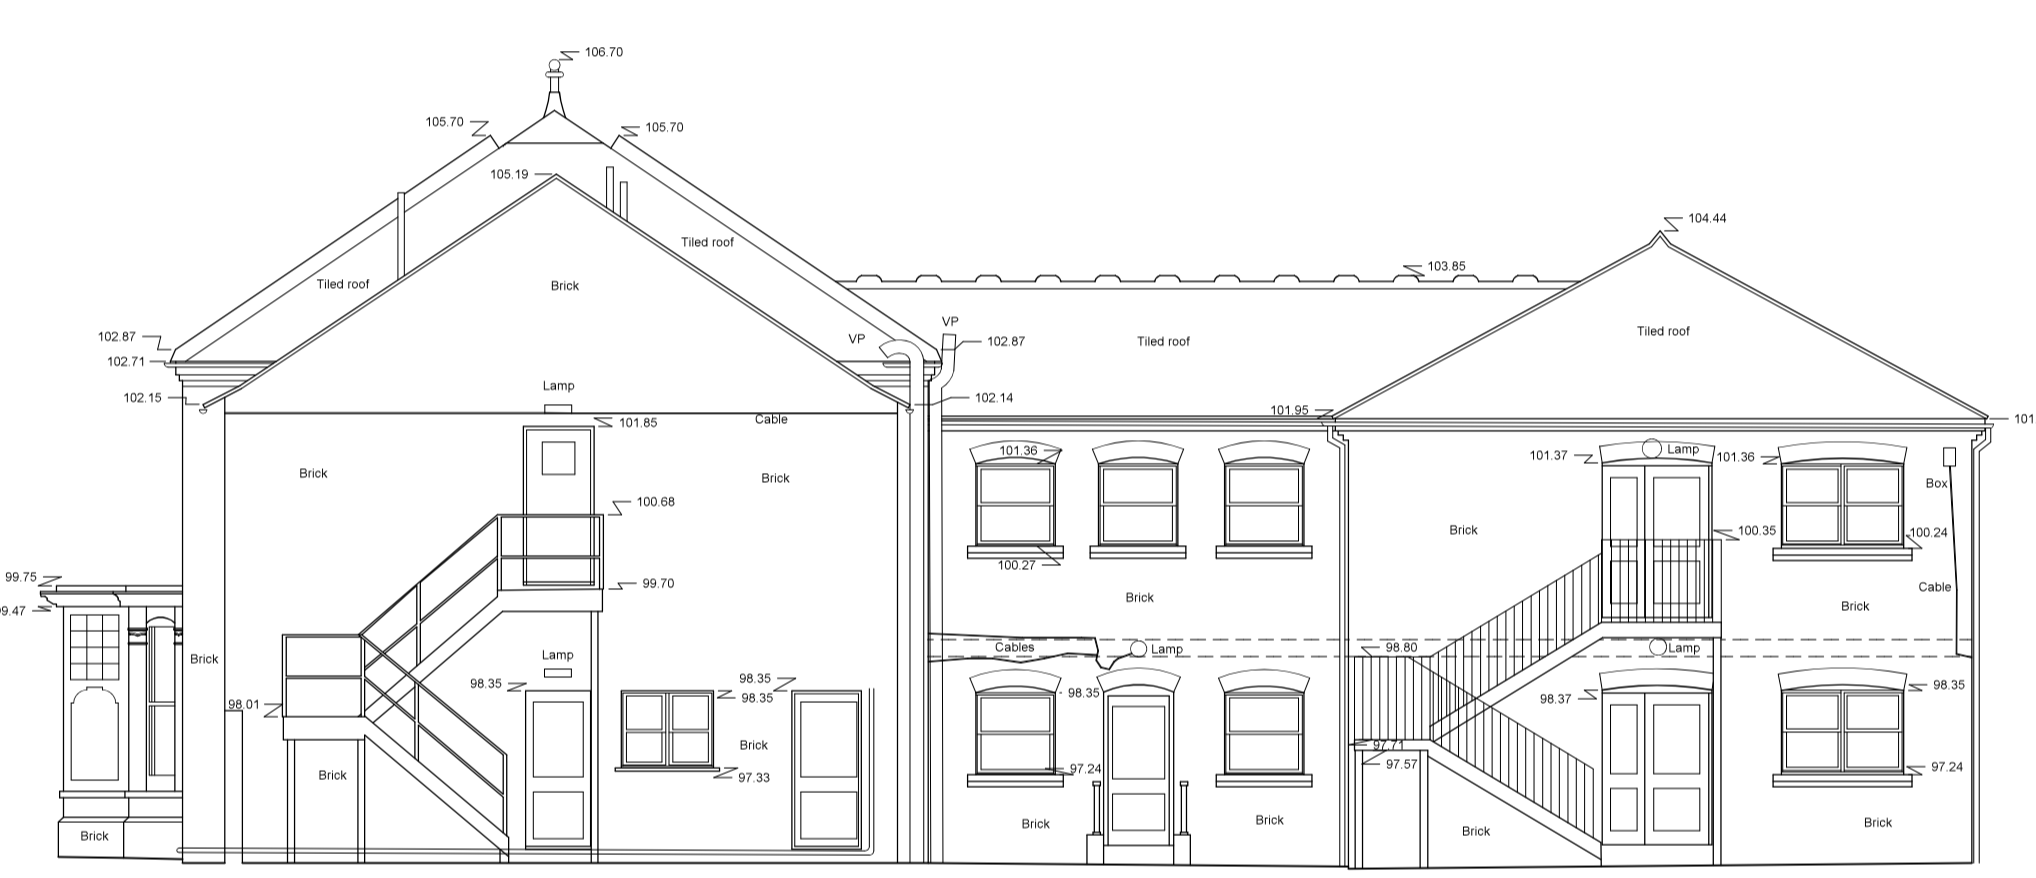 106.70
105.70
105.70
105.19
104.44
Tiled roof
103.85
Tiled roof
Brick
VP
Tiled roof
102.87
VP
102.87
Tiled roof
102.71
Lamp
102.15
102.14
101.95
101
101.85
Cable
101.36
101.37
Lamp
101.36
Brick
Brick
Box
100.68
Brick
100.35
100.24
100.27
99.75
99.70
Cable
99.47
Brick
Brick
Brick
Lamp
Cables
Lamp
98.80
Lamp
98.35
98.35
98.35
98.35
98.35
98.01
98.37
Brick
97.71
Brick
97.33
97.24
97.57
97.24
Brick
Brick
Brick
Brick
Brick